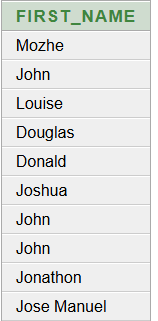 FIRST_NAME
Mozhe
John
Louise
Douglas
Donald
Joshua
John
John
Jonathon
Jose Manuel